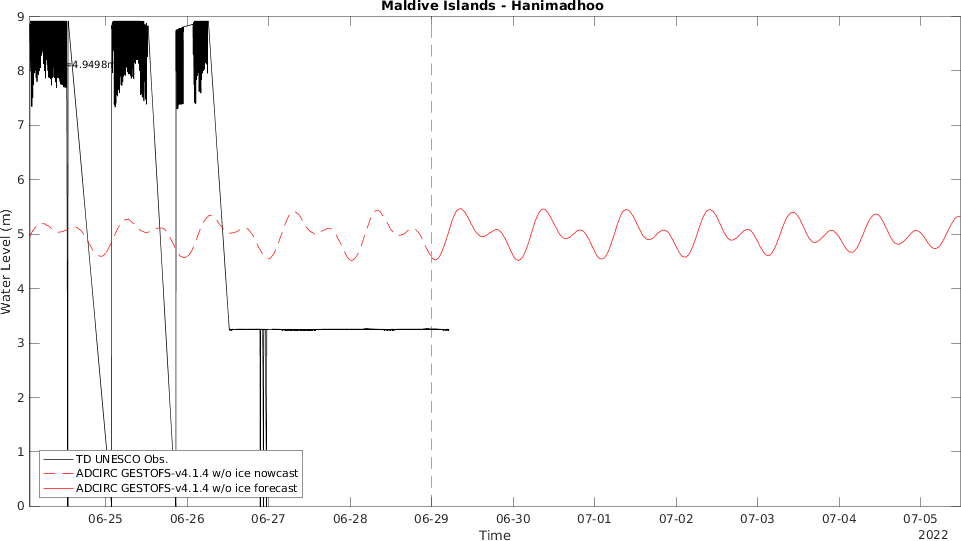 Maldive Islands - Hanimadhoo
9
8
7
6
5
4
3
2
1
0
Water Level (m)
4.9498m
TD UNESCO Obs.
ADCIRC GESTOFS-v4.1.4 w/o ice nowcast
ADCIRC GESTOFS-v4.1.4 w/o ice forecast
06-25 06-26 06-27 06-28 06-29 06-30 07-01 07-02 07-03 07-04 07-05
Time
2022